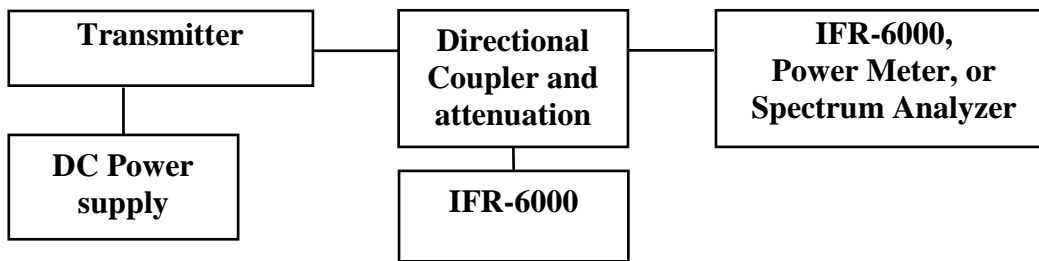 Transmitter
Directional
Coupler and
attenuation
IFR-6000,
Power Meter, or
Spectrum Analyzer
DC Power
supply
IFR-6000